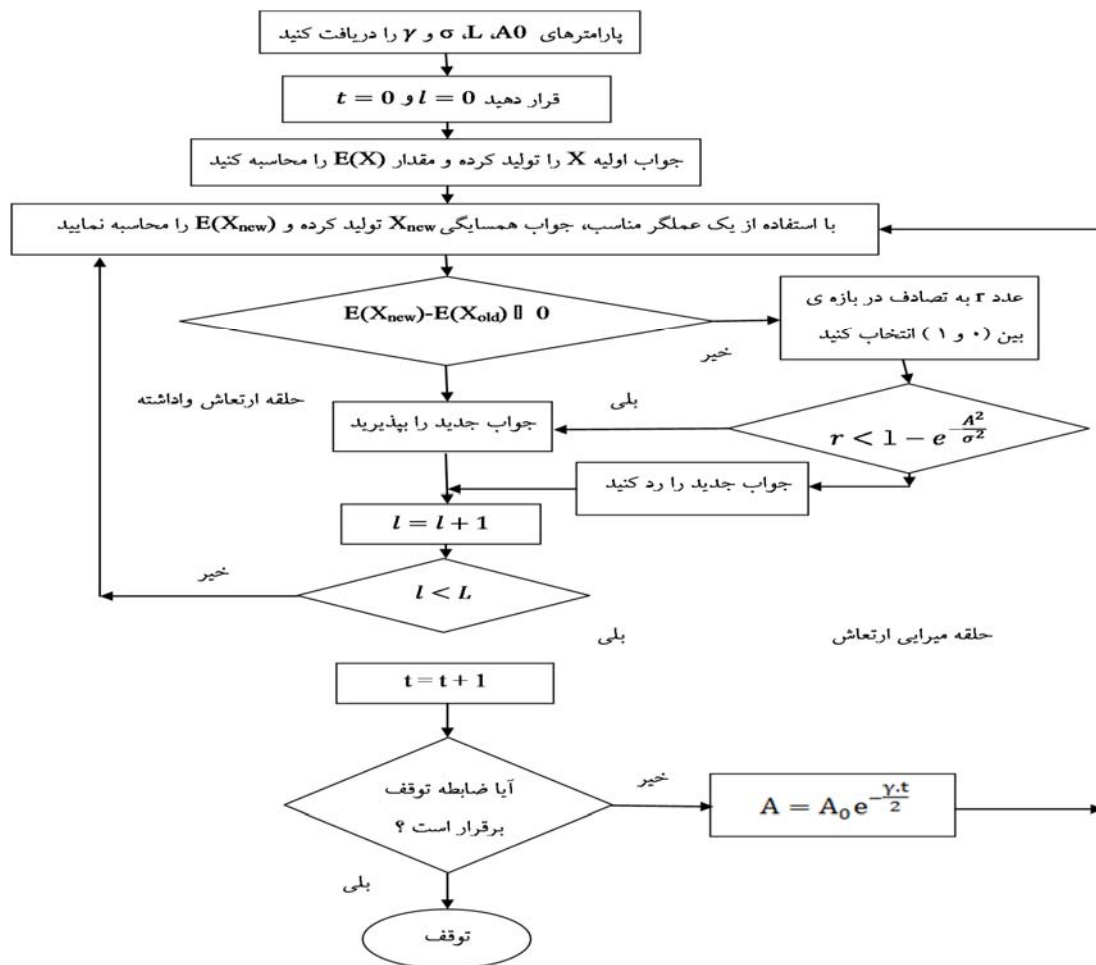 پارامترهای A0، L، σ و γ را دریافت کنید
قرار دهید l = 0 و t = 0
جواب اولیه X را تولید کرده و مقدار E(X) را محاسبه کنید
با استفاده از یک عملگر مناسب، جواب همسایگی Xnew تولید کرده و E(Xnew) را محاسبه نمایید
E(Xnew)-E(Xold) ▯ 0
خیر
عدد r به تصادف در بازه ی
بین (۰ و ۱) انتخاب کنید
حلقه ارتعاش واداشته
جواب جدید را بپذیرید
بلی
r < 1 − e^(−A²/σ²)
جواب جدید را رد کنید
l = l + 1
خیر
l < L
بلی
حلقه میرایی ارتعاش
t = t + 1
آیا ضابطه توقف
برقرار است ؟
خیر
A = A₀e^(−γ.t/2)
بلی
توقف